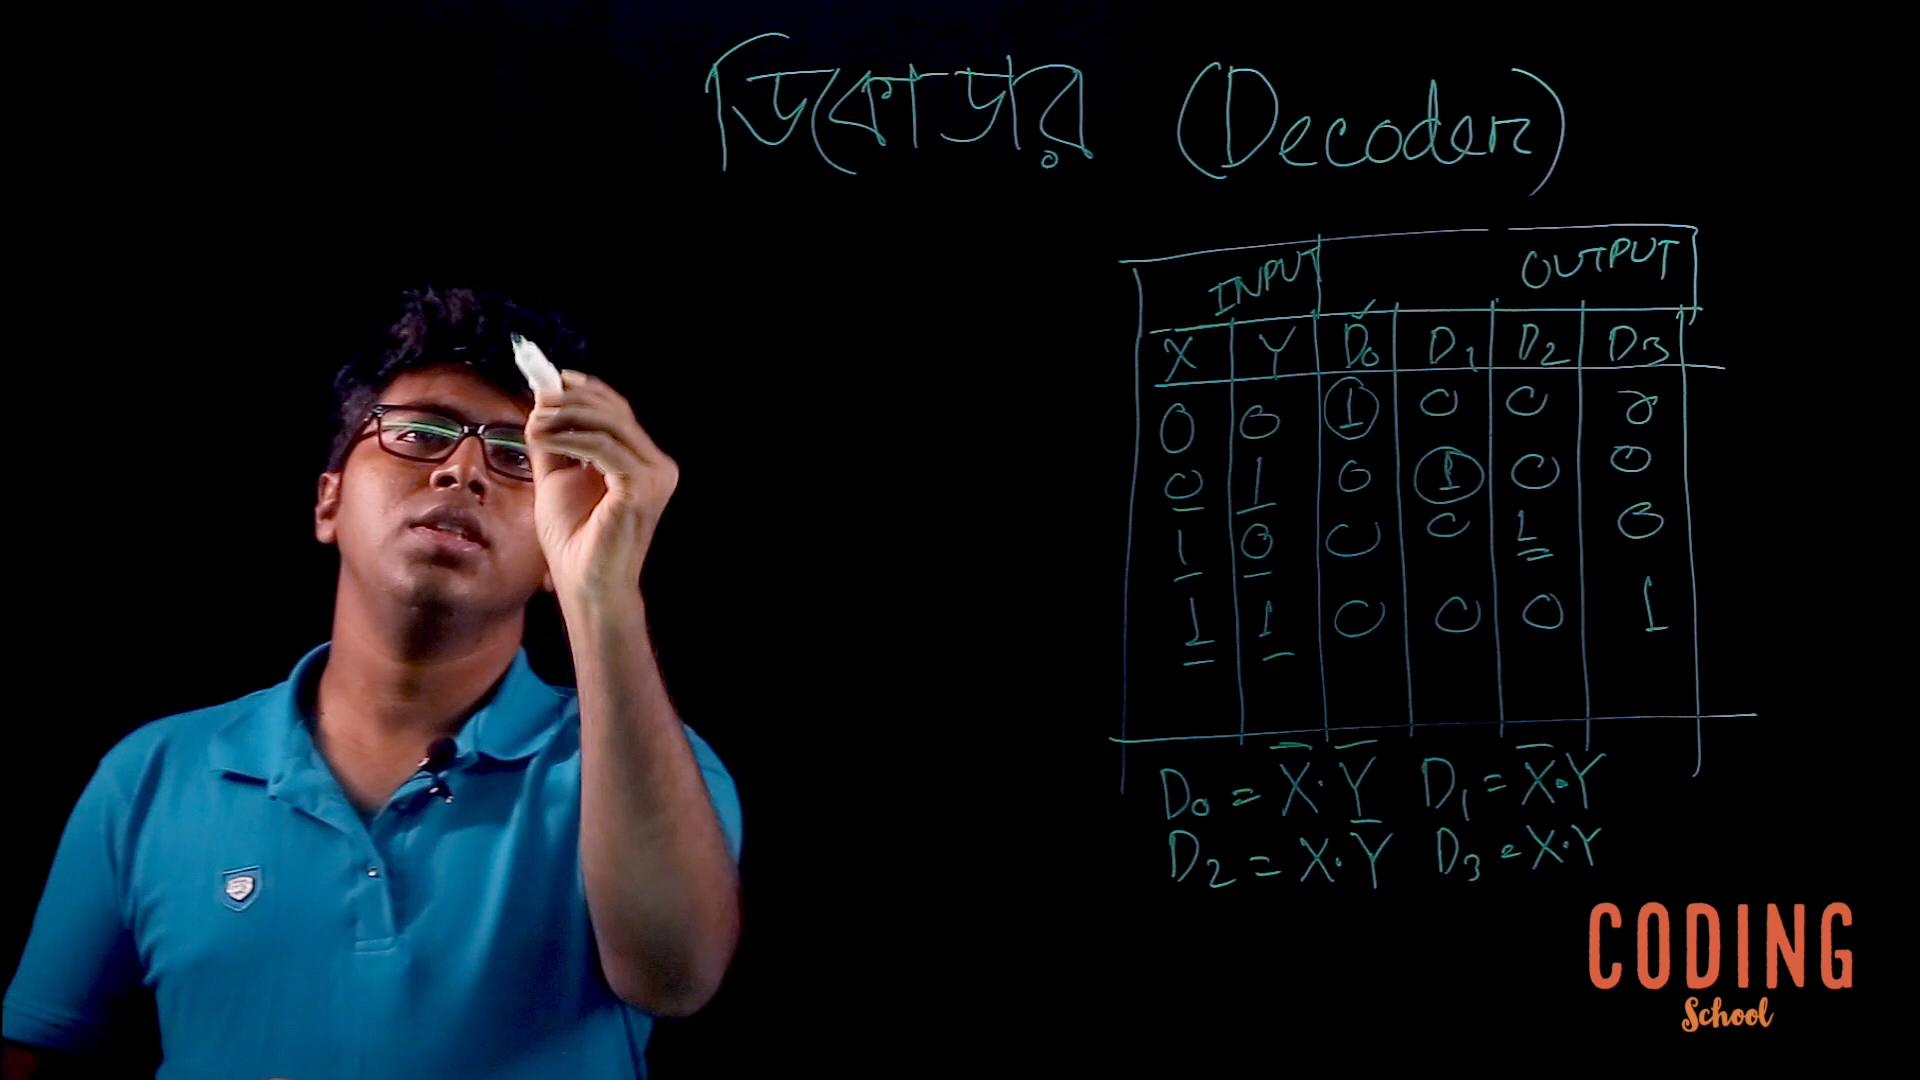 ডিকোডার (Decoder)
INPUT OUTPUT
X Y D0 D1 D2 D3
0 0 1 0 0 0
0 1 0 1 0 0
1 0 0 0 1 0
1 1 0 0 0 1
D0 = X̅·Y̅ D1 = X̅·Y
D2 = X·Y̅ D3 = X·Y
CODING
School